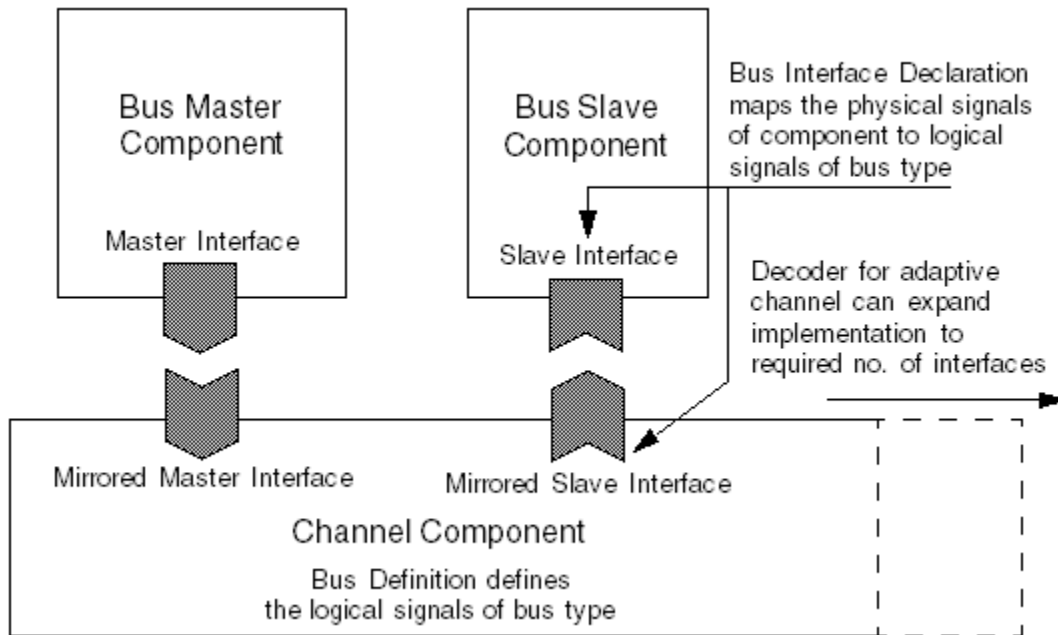 Bus Master
Component
Master Interface
Bus Slave
Component
Slave Interface
Bus Interface Declaration
maps the physical signals
of component to logical
signals of bus type
Decoder for adaptive
channel can expand
implementation to
required no. of interfaces
Mirrored Master Interface
Mirrored Slave Interface
Channel Component
Bus Definition defines
the logical signals of bus type